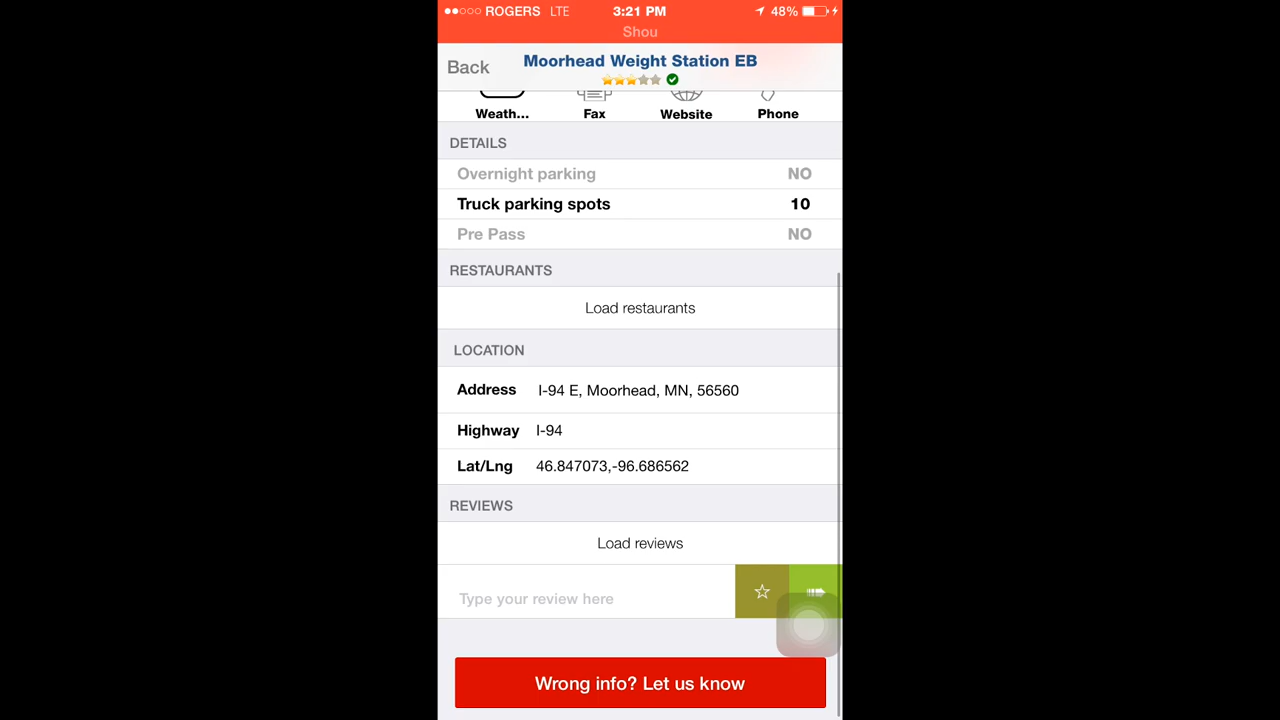 ROGERS LTE 3:21 PM 48%
Shou
Back Moorhead Weight Station EB
Weath... Fax Website Phone
DETAILS
Overnight parking NO
Truck parking spots 10
Pre Pass NO
RESTAURANTS
Load restaurants
LOCATION
Address I-94 E, Moorhead, MN, 56560
Highway I-94
Lat/Lng 46.847073,-96.686562
REVIEWS
Load reviews
Type your review here
Wrong info? Let us know